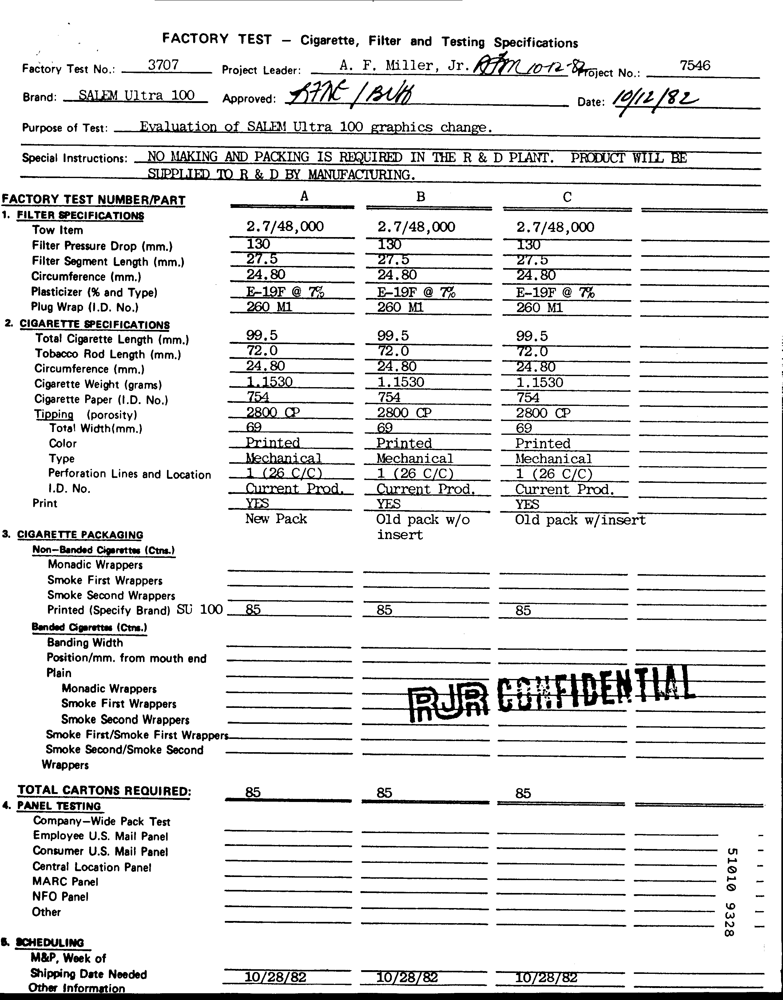 FACTORY TEST — Cigarette, Filter and Testing Specifications
Factory Test No.: 3707 Project Leader: A. F. Miller, Jr. AFM 10-12-82 Project No.: 7546
Brand: SALEM Ultra 100 Approved: Date: 10/12/82
Purpose of Test: Evaluation of SALEM Ultra 100 graphics change.
Special Instructions: NO MAKING AND PACKING IS REQUIRED IN THE R & D PLANT. PRODUCT WILL BE
SUPPLIED TO R & D BY MANUFACTURING.
FACTORY TEST NUMBER/PART A B C
1. FILTER SPECIFICATIONS
Tow Item 2.7/48,000 2.7/48,000 2.7/48,000
Filter Pressure Drop (mm.) 130 130 130
Filter Segment Length (mm.) 27.5 27.5 27.5
Circumference (mm.) 24.80 24.80 24.80
Plasticizer (% and Type) E-19F @ 7% E-19F @ 7% E-19F @ 7%
Plug Wrap (I.D. No.) 260 M1 260 M1 260 M1
2. CIGARETTE SPECIFICATIONS
Total Cigarette Length (mm.) 99.5 99.5 99.5
Tobacco Rod Length (mm.) 72.0 72.0 72.0
Circumference (mm.) 24.80 24.80 24.80
Cigarette Weight (grams) 1.1530 1.1530 1.1530
Cigarette Paper (I.D. No.) 754 754 754
Tipping (porosity) 2800 CP 2800 CP 2800 CP
Total Width(mm.) 69 69 69
Color Printed Printed Printed
Type Mechanical Mechanical Mechanical
Perforation Lines and Location 1 (26 C/C) 1 (26 C/C) 1 (26 C/C)
I.D. No. Current Prod. Current Prod. Current Prod.
Print YES YES YES
New Pack Old pack w/o Old pack w/insert
3. CIGARETTE PACKAGING insert
Non-Banded Cigarettes (Ctns.)
Monadic Wrappers
Smoke First Wrappers
Smoke Second Wrappers
Printed (Specify Brand) SU 100 85 85 85
Banded Cigarettes (Ctns.)
Banding Width
Position/mm. from mouth end
Plain
Monadic Wrappers
RJR CONFIDENTIAL
Smoke First Wrappers
Smoke Second Wrappers
Smoke First/Smoke First Wrappers
Smoke Second/Smoke Second
Wrappers
TOTAL CARTONS REQUIRED: 85 85 85
4. PANEL TESTING
Company-Wide Pack Test
Employee U.S. Mail Panel
Consumer U.S. Mail Panel
Central Location Panel
MARC Panel
NFO Panel
Other
51010 9328
5. SCHEDULING
M&P, Week of
Shipping Date Needed 10/28/82 10/28/82 10/28/82
Other Information